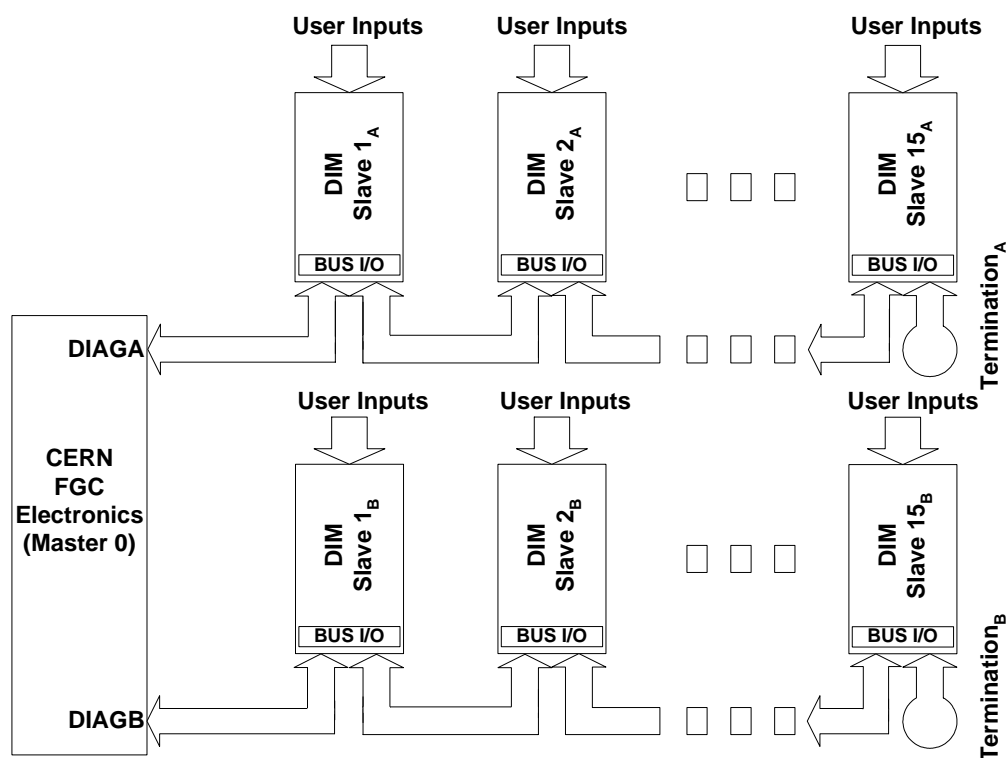 User Inputs
User Inputs
User Inputs
DIM
Slave 1A
DIM
Slave 2A
DIM
Slave 15A
BUS I/O
BUS I/O
BUS I/O
TerminationA
DIAGA
User Inputs
User Inputs
User Inputs
CERN
FGC
Electronics
(Master 0)
DIM
Slave 1B
DIM
Slave 2B
DIM
Slave 15B
BUS I/O
BUS I/O
BUS I/O
TerminationB
DIAGB